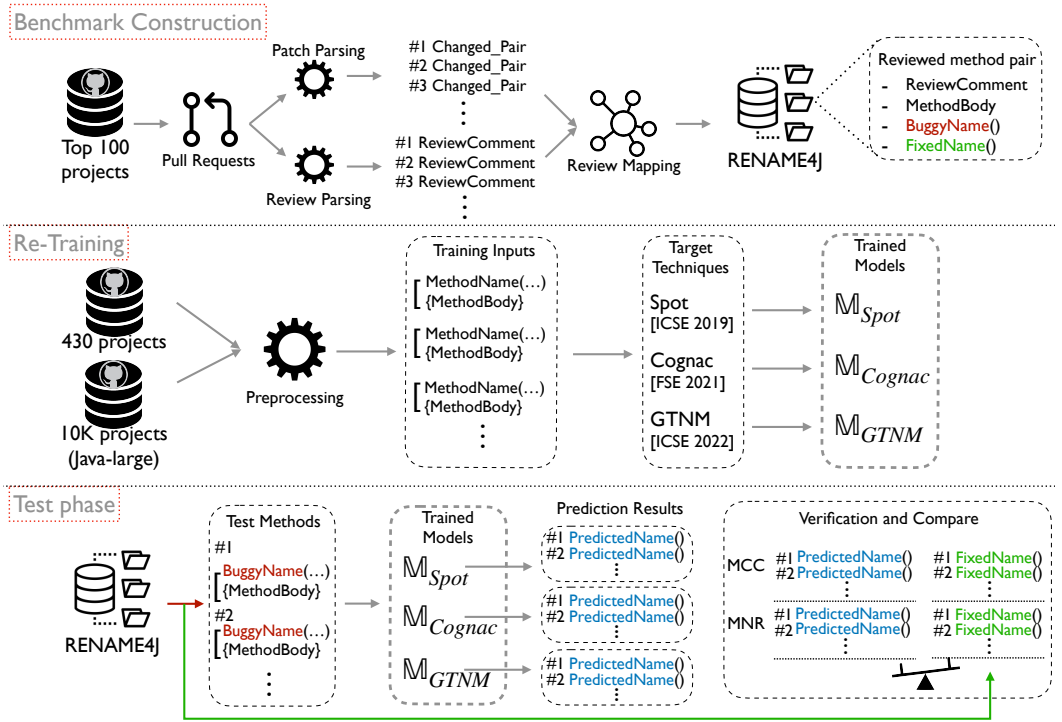 Benchmark Construction
Top 100
projects
Pull Requests
Patch Parsing
Review Parsing
#1 Changed_Pair
#2 Changed_Pair
#3 Changed_Pair
#1 ReviewComment
#2 ReviewComment
#3 ReviewComment
Review Mapping
RENAME4J
Reviewed method pair
- ReviewComment
- MethodBody
- BuggyName()
- FixedName()
Re-Training
430 projects
10K projects
(Java-large)
Preprocessing
Training Inputs
[ MethodName(...)
{MethodBody}
[ MethodName(...)
{MethodBody}
[ MethodName(...)
{MethodBody}
Target
Techniques
Spot
[ICSE 2019]
Cognac
[FSE 2021]
GTNM
[ICSE 2022]
Trained
Models
𝕄Spot
𝕄Cognac
𝕄GTNM
Test phase
RENAME4J
Test Methods
#1
[ BuggyName(...)
{MethodBody}
#2
[ BuggyName(...)
{MethodBody}
Trained
Models
𝕄Spot
𝕄Cognac
𝕄GTNM
Prediction Results
#1 PredictedName()
#2 PredictedName()
#1 PredictedName()
#2 PredictedName()
#1 PredictedName()
#2 PredictedName()
Verification and Compare
MCC #1 PredictedName() #1 FixedName()
#2 PredictedName() #2 FixedName()
MNR #1 PredictedName() #1 FixedName()
#2 PredictedName() #2 FixedName()